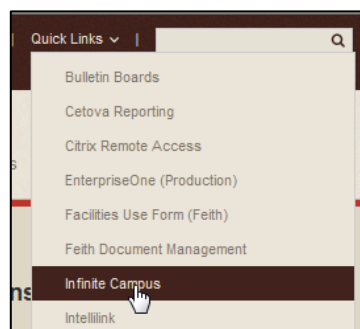 Quick Links
Bulletin Boards
Cetova Reporting
Citrix Remote Access
EnterpriseOne (Production)
Facilities Use Form (Feith)
Feith Document Management
Infinite Campus
Intellilink